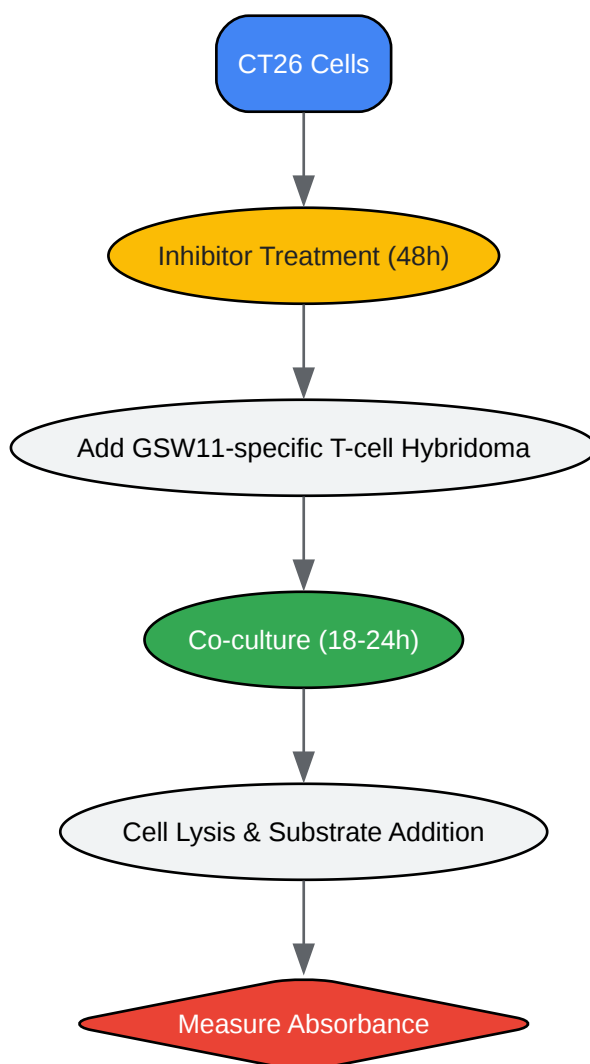 CT26 Cells
Inhibitor Treatment (48h)
Add GSW11-specific T-cell Hybridoma
Co-culture (18-24h)
Cell Lysis & Substrate Addition
Measure Absorbance